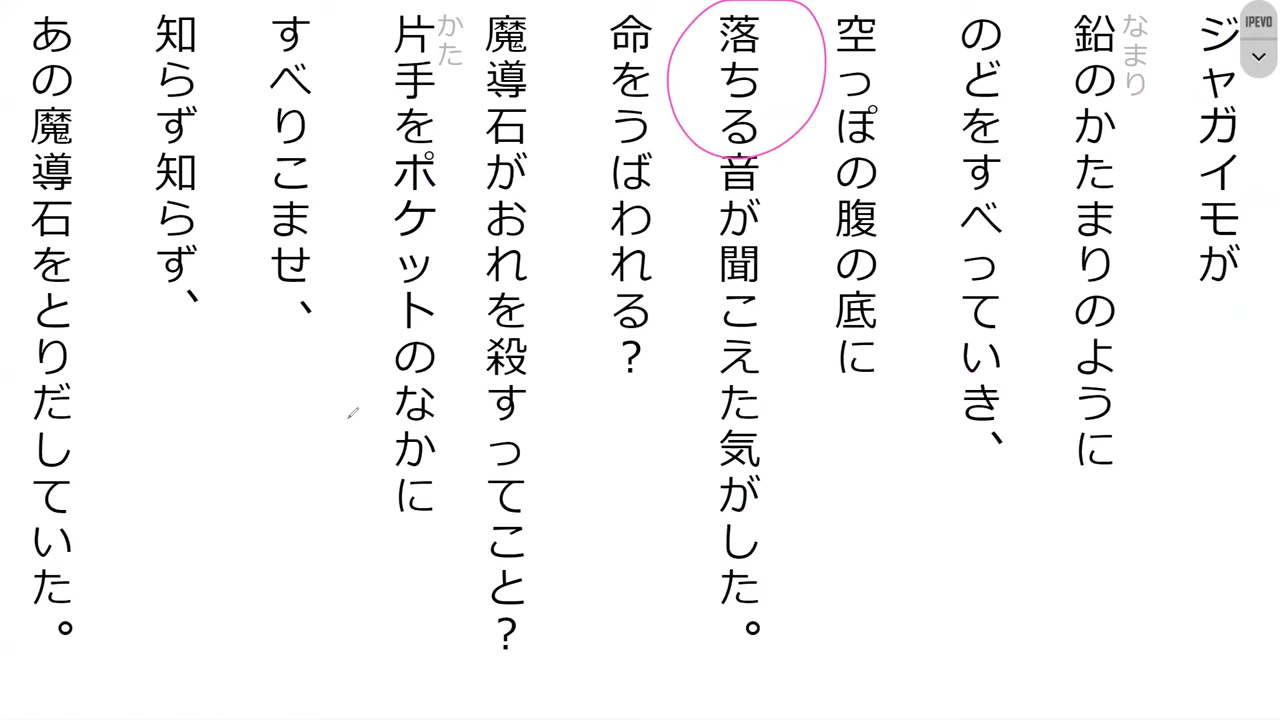 ジャガイモが
鉛のかたまりのように
なまり
のどをすべっていき、
空っぽの腹の底に
落ちる音が聞こえた気がした。
命をうばわれる？
魔導石がおれを殺すってこと？
片手をポケットのなかに
かた
すべりこませ、
知らず知らず、
あの魔導石をとりだしていた。
IPEVO